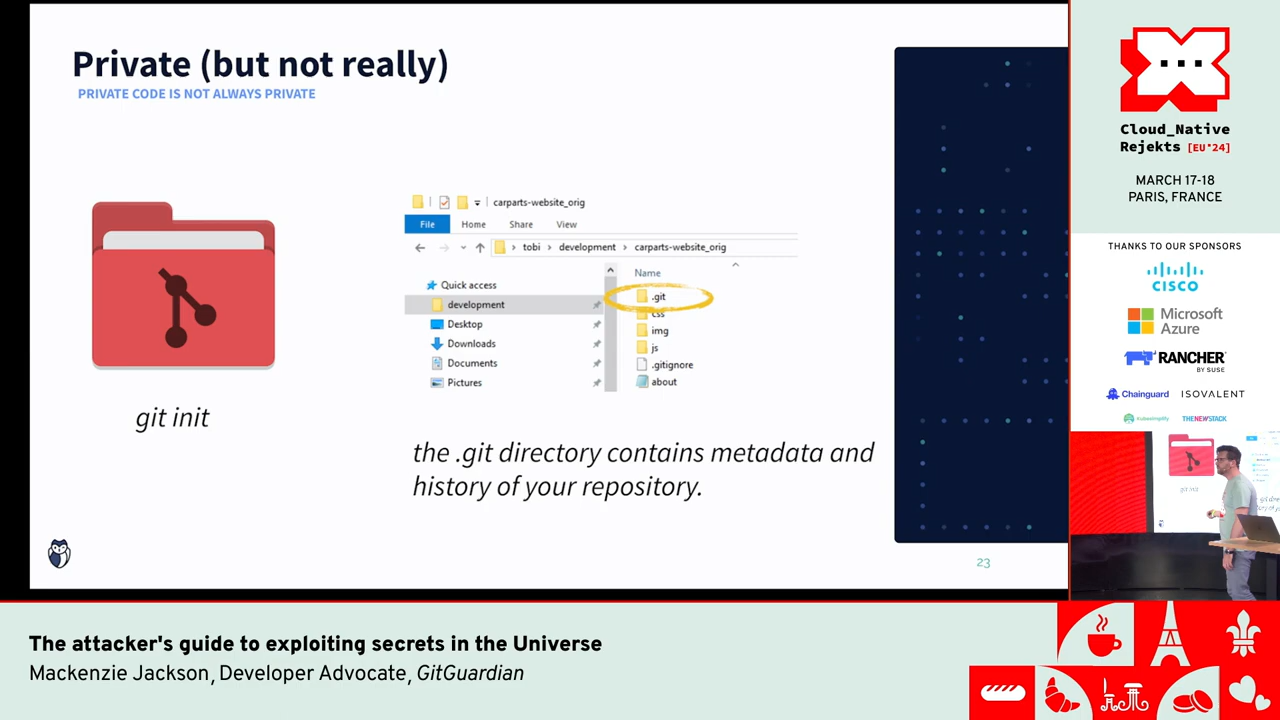 Private (but not really)
PRIVATE CODE IS NOT ALWAYS PRIVATE
git init
carparts-website_orig
File Home Share View
tobi > development > carparts-website_orig
Quick access
development
Desktop
Downloads
Documents
Pictures
Name
.git
css
img
js
.gitignore
about
the .git directory contains metadata and
history of your repository.
23
Cloud_Native
Rejekts [EU*24]
MARCH 17-18
PARIS, FRANCE
THANKS TO OUR SPONSORS
CISCO
Microsoft
Azure
RANCHER
BY SUSE
Chainguard
ISOVALENT
Kubesimplify
THENEWSTACK
git init
The attacker's guide to exploiting secrets in the Universe
Mackenzie Jackson, Developer Advocate, GitGuardian